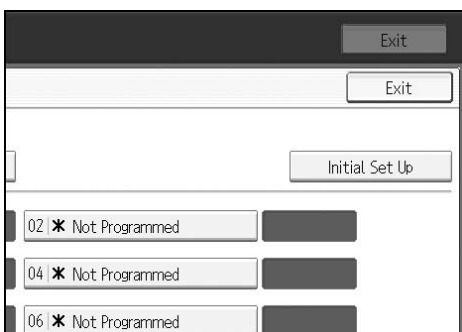 Exit
Exit
Initial Set Up
02 * Not Programmed
04 * Not Programmed
06 * Not Programmed